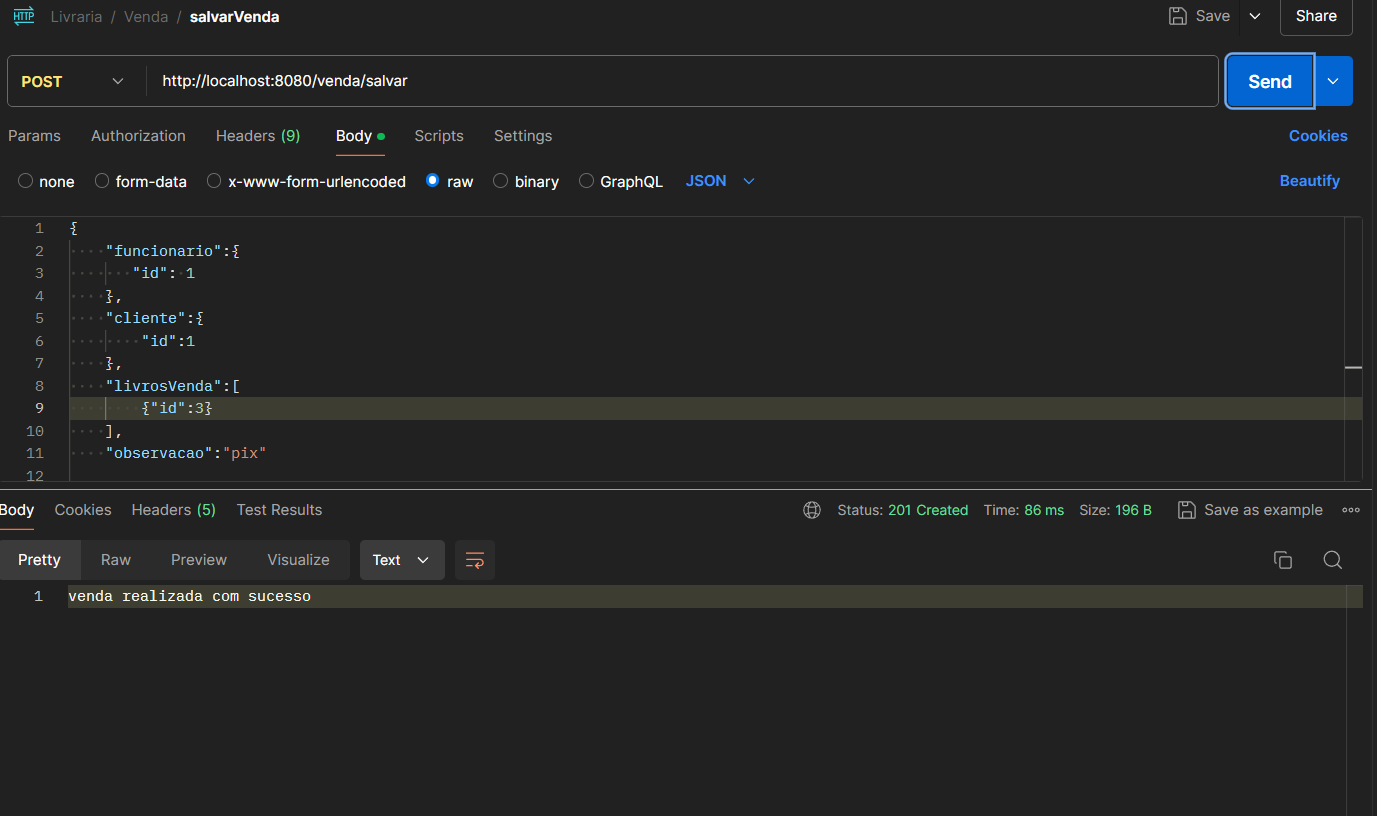 HTTP Livraria / Venda / salvarVenda Save Share
POST http://localhost:8080/venda/salvar Send
Params Authorization Headers (9) Body Scripts Settings Cookies
none form-data x-www-form-urlencoded raw binary GraphQL JSON Beautify
1 {
2 "funcionario":{
3 "id": 1
4 },
5 "cliente":{
6 "id":1
7 },
8 "livrosVenda":[
9 {"id":3}
10 ],
11 "observacao":"pix"
12
Body Cookies Headers (5) Test Results Status: 201 Created Time: 86 ms Size: 196 B Save as example
Pretty Raw Preview Visualize Text
1 venda realizada com sucesso